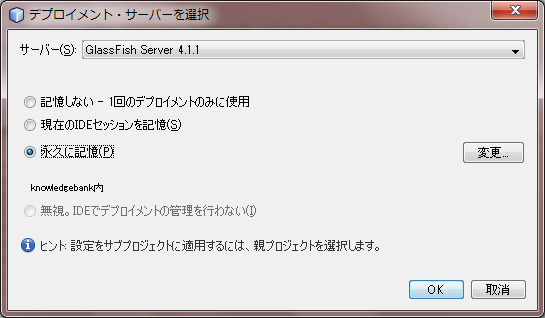 デプロイメント・サーバーを選択
サーバー(S): GlassFish Server 4.1.1
記憶しない - 1回のデプロイメントのみに使用
現在のIDEセッションを記憶(S)
永久に記憶(P)
変更...
knowledgebank内
無視。IDEでデプロイメントの管理を行わない(I)
ヒント 設定をサブプロジェクトに適用するには、親プロジェクトを選択します。
OK 取消